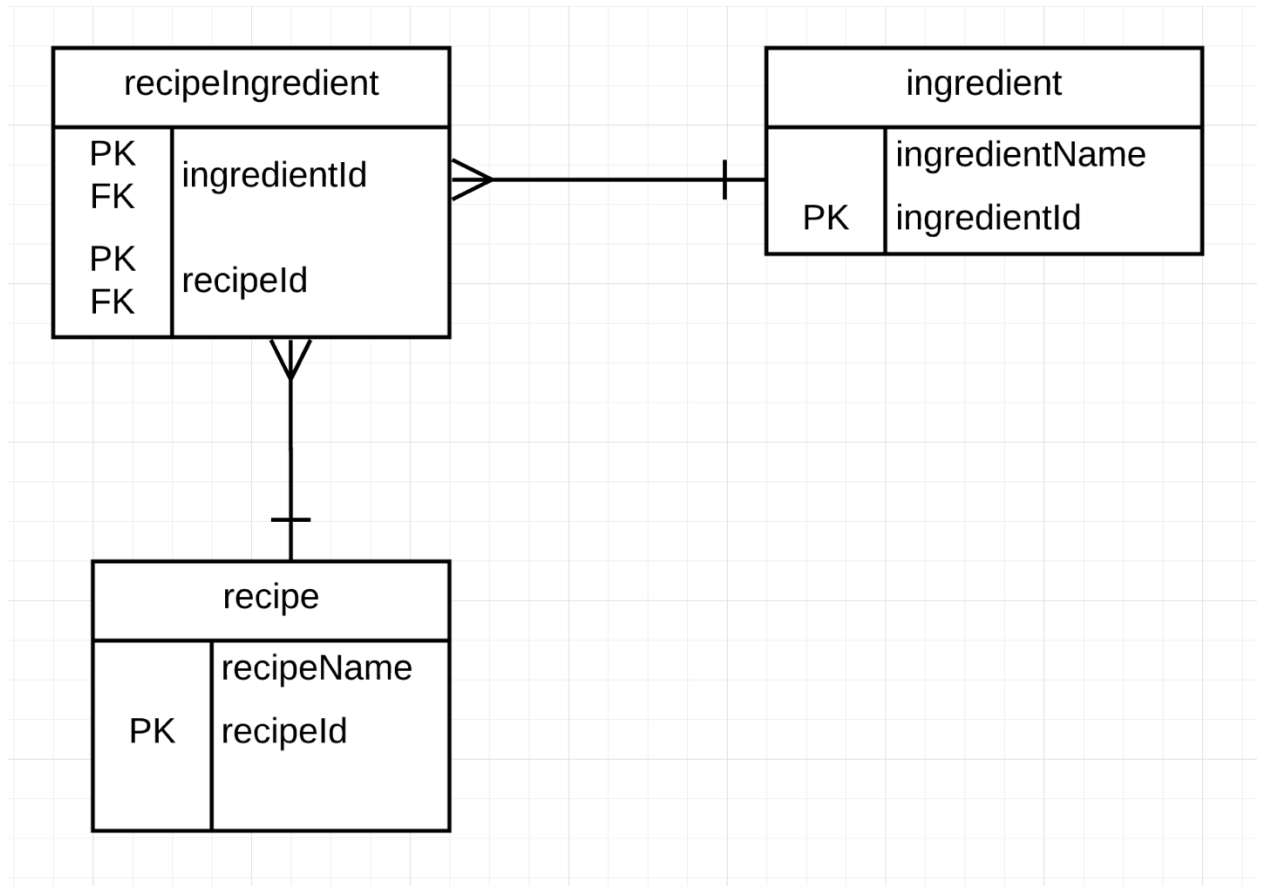 recipeIngredient
PK
FK
ingredientId
PK
FK
recipeId
ingredient
ingredientName
PK
ingredientId
recipe
recipeName
PK
recipeId